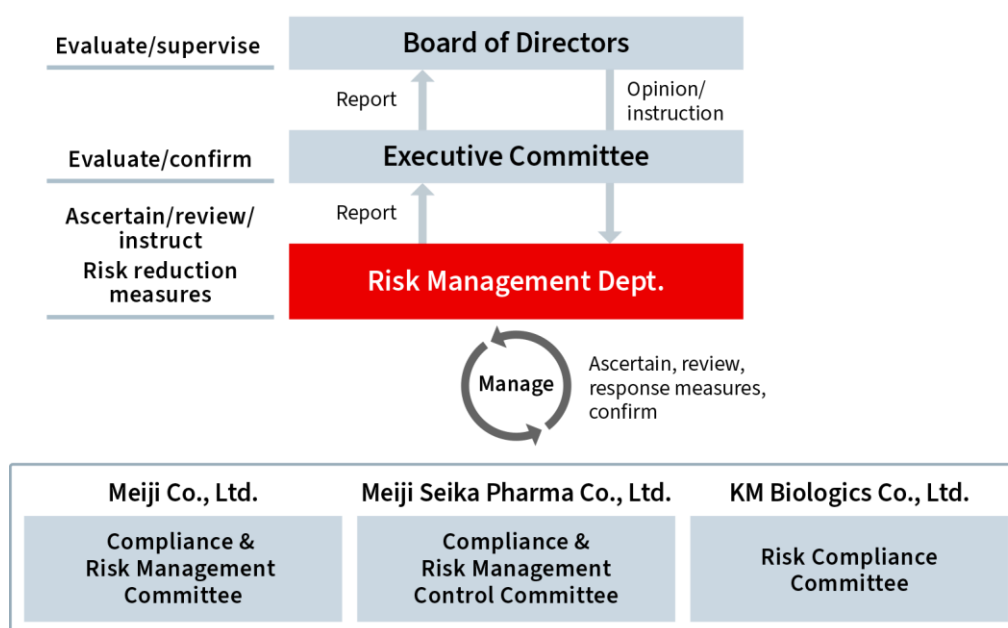 Evaluate/supervise
Board of Directors
Report
Opinion/
instruction
Evaluate/confirm
Executive Committee
Report
Ascertain/review/
instruct
Risk reduction
measures
Risk Management Dept.
Manage
Ascertain, review,
response measures,
confirm
Meiji Co., Ltd.
Compliance &
Risk Management
Committee
Meiji Seika Pharma Co., Ltd.
Compliance &
Risk Management
Control Committee
KM Biologics Co., Ltd.
Risk Compliance
Committee